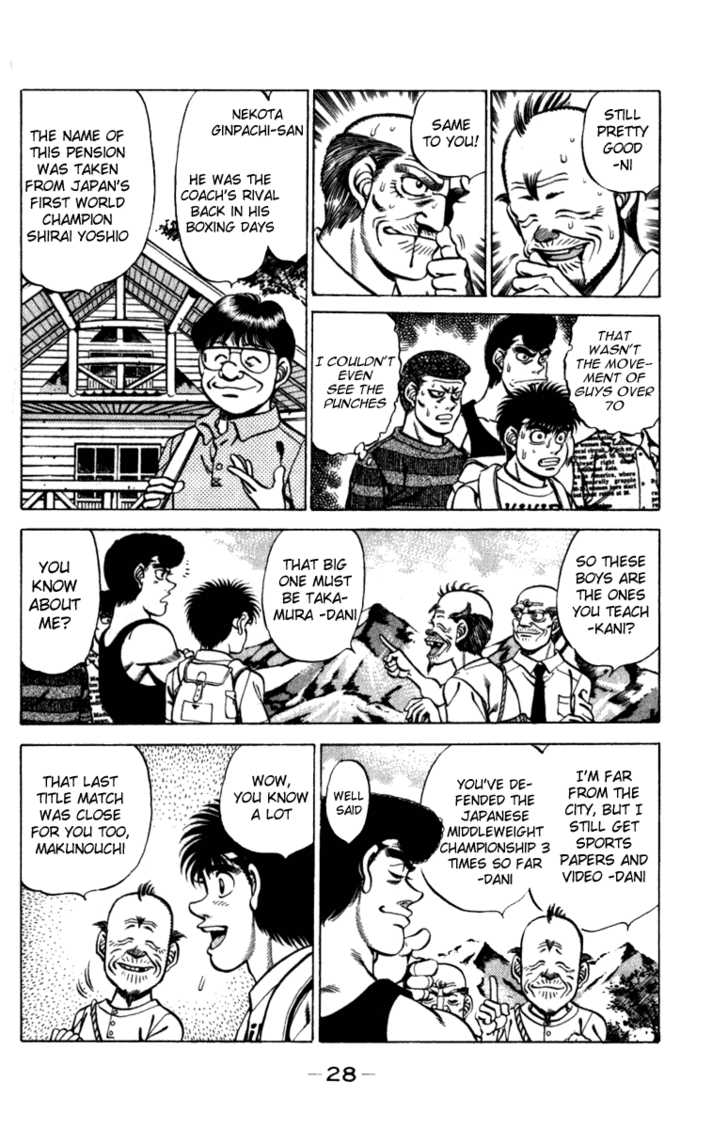 STILL
PRETTY
GOOD
-NI
SAME
TO YOU!
NEKOTA
GINPACHI-SAN
HE WAS THE
COACH'S RIVAL
BACK IN HIS
BOXING DAYS
THE NAME OF
THIS PENSION
WAS TAKEN
FROM JAPAN'S
FIRST WORLD
CHAMPION
SHIRAI YOSHIO
THAT
WASN'T
THE MOVE-
MENT OF
GUYS OVER
70
I COULDN'T
EVEN
SEE THE
PUNCHES
SO THESE
BOYS ARE
THE ONES
YOU TEACH
-KANI?
THAT BIG
ONE MUST
BE TAKA-
MURA -DANI
YOU
KNOW
ABOUT
ME?
I'M FAR
FROM THE
CITY, BUT I
STILL GET
SPORTS
PAPERS AND
VIDEO -DANI
YOU'VE DE-
FENDED THE
JAPANESE
MIDDLEWEIGHT
CHAMPIONSHIP 3
TIMES SO FAR
-DANI
WELL
SAID
WOW,
YOU KNOW
A LOT
THAT LAST
TITLE MATCH
WAS CLOSE
FOR YOU TOO,
MAKUNOUCHI
- 28 -